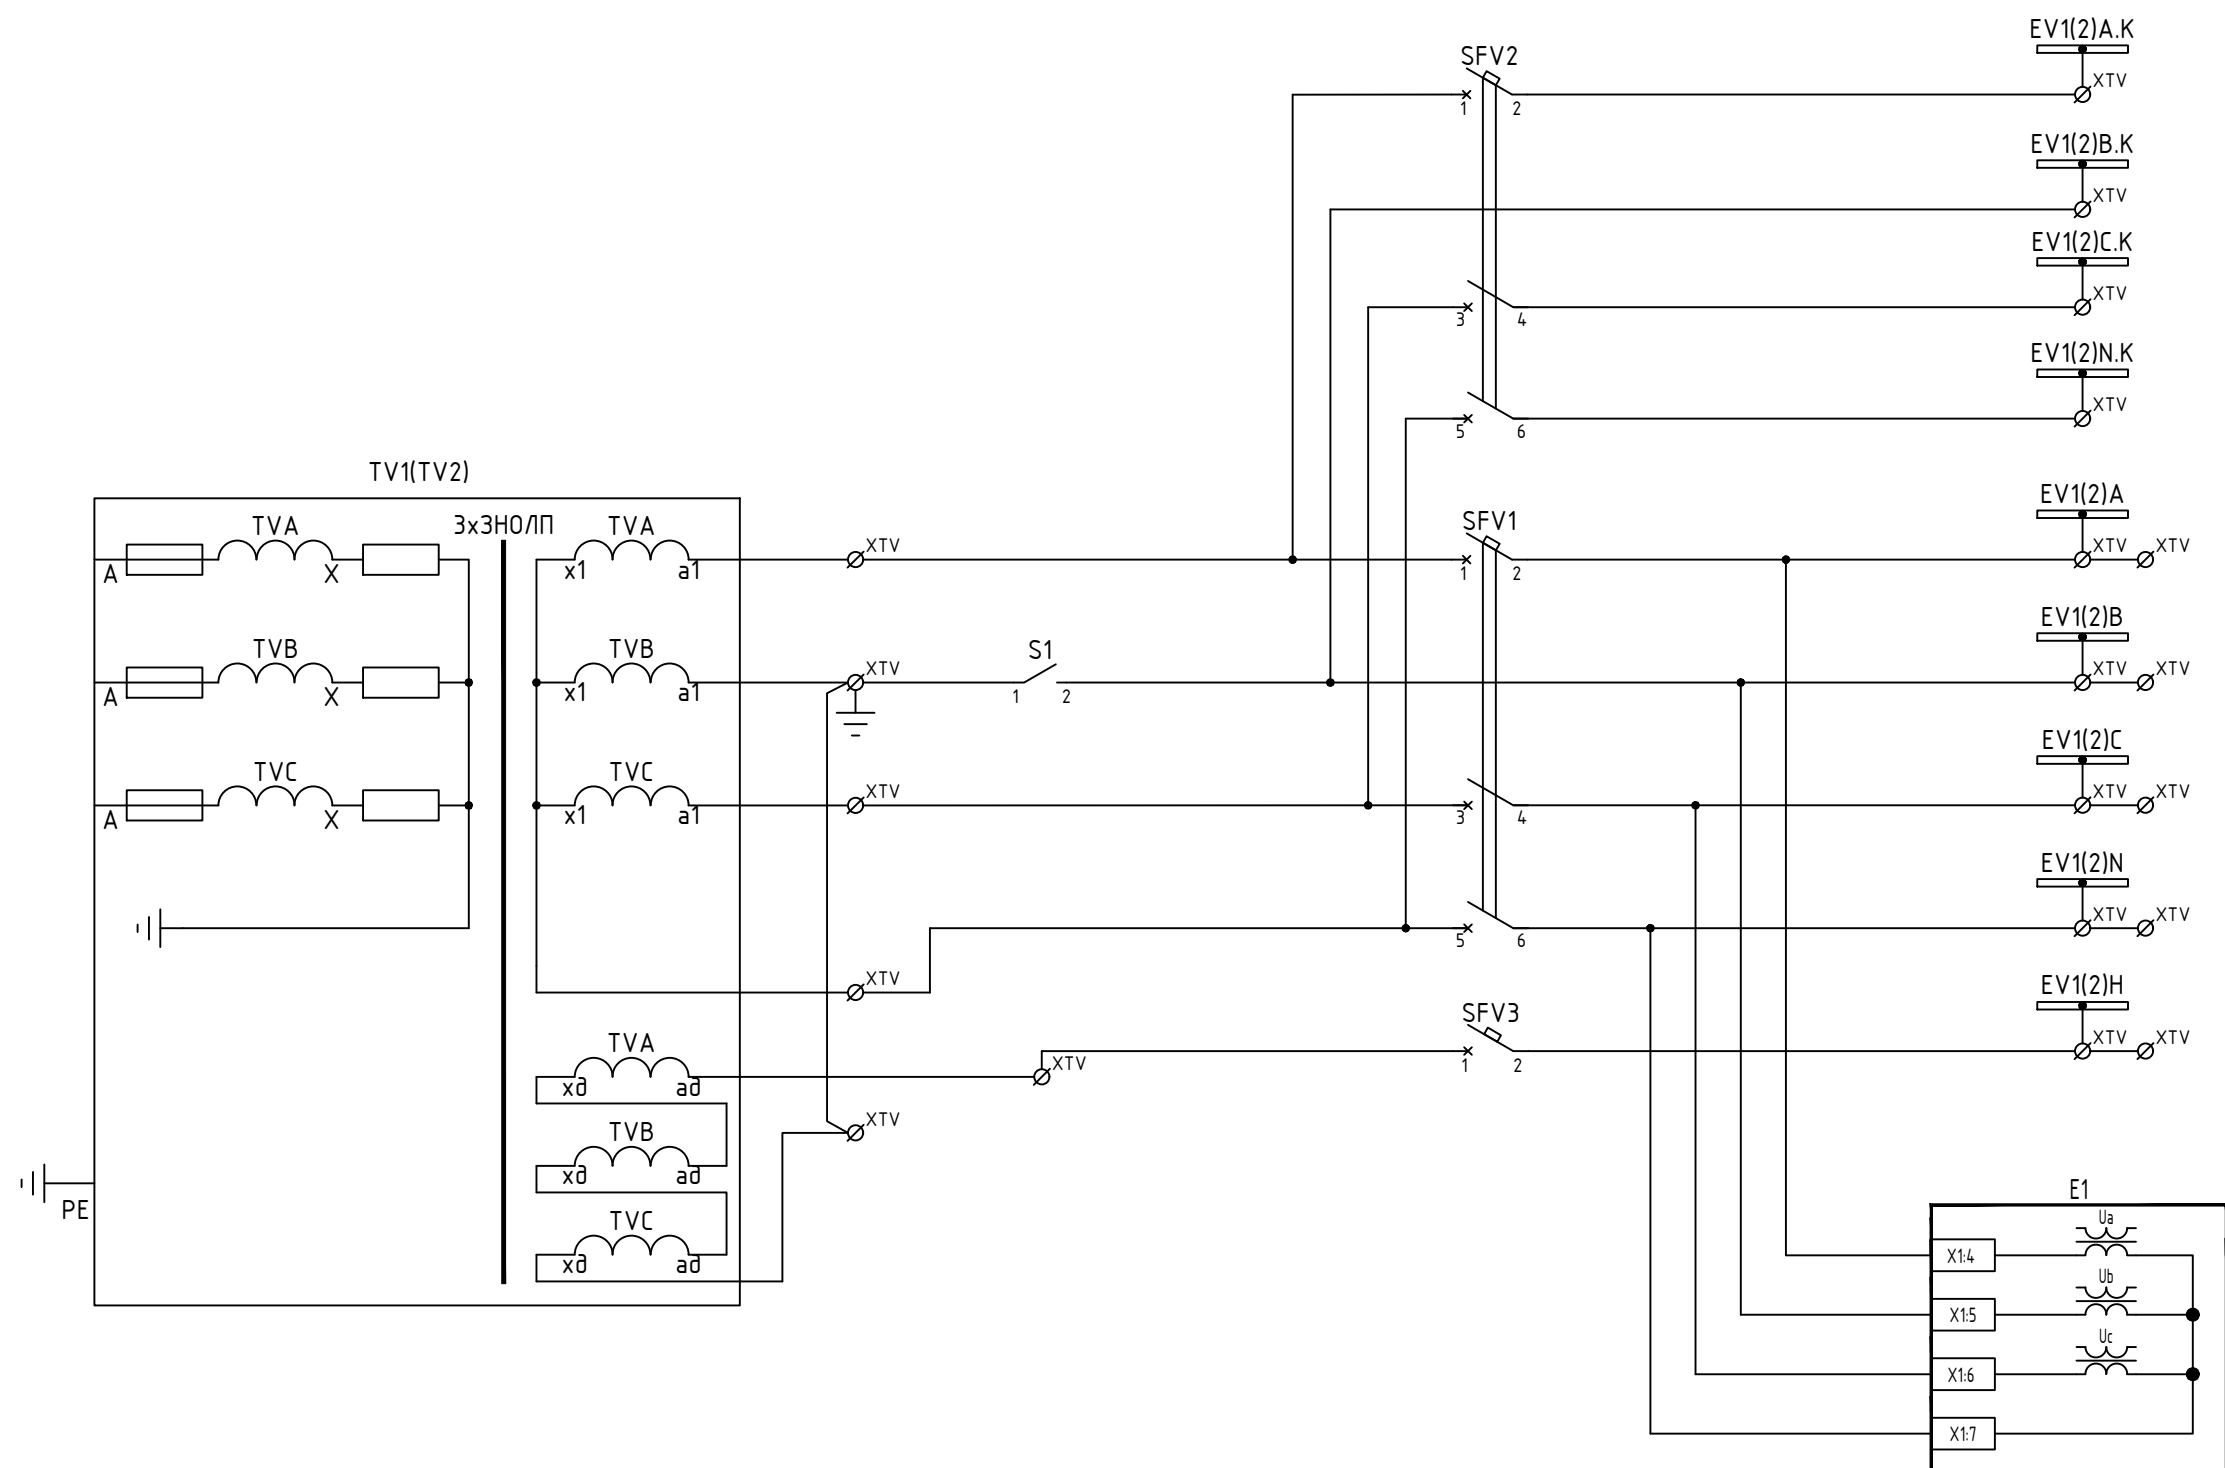 EV1(2)A.K
SFV2
XTV
1 2
EV1(2)B.K
XTV
EV1(2)C.K
XTV
3 4
EV1(2)N.K
XTV
5 6
TV1(TV2)
EV1(2)A
3х3НОЛП
TVA TVA
SFV1
XTV XTV XTV
A X x1 a1
1 2
EV1(2)B
TVB TVB
S1
XTV XTV XTV
A X x1 a1
1 2
EV1(2)C
TVC TVC
XTV XTV XTV
A X x1 a1
3 4
EV1(2)N
XTV XTV
5 6
XTV
EV1(2)H
SFV3
TVA
XTV XTV
xд aд
XTV
1 2
XTV
TVB
xд aд
PE
E1
TVC
Ua
xд aд
X1:4
Ub
X1:5
Uc
X1:6
X1:7